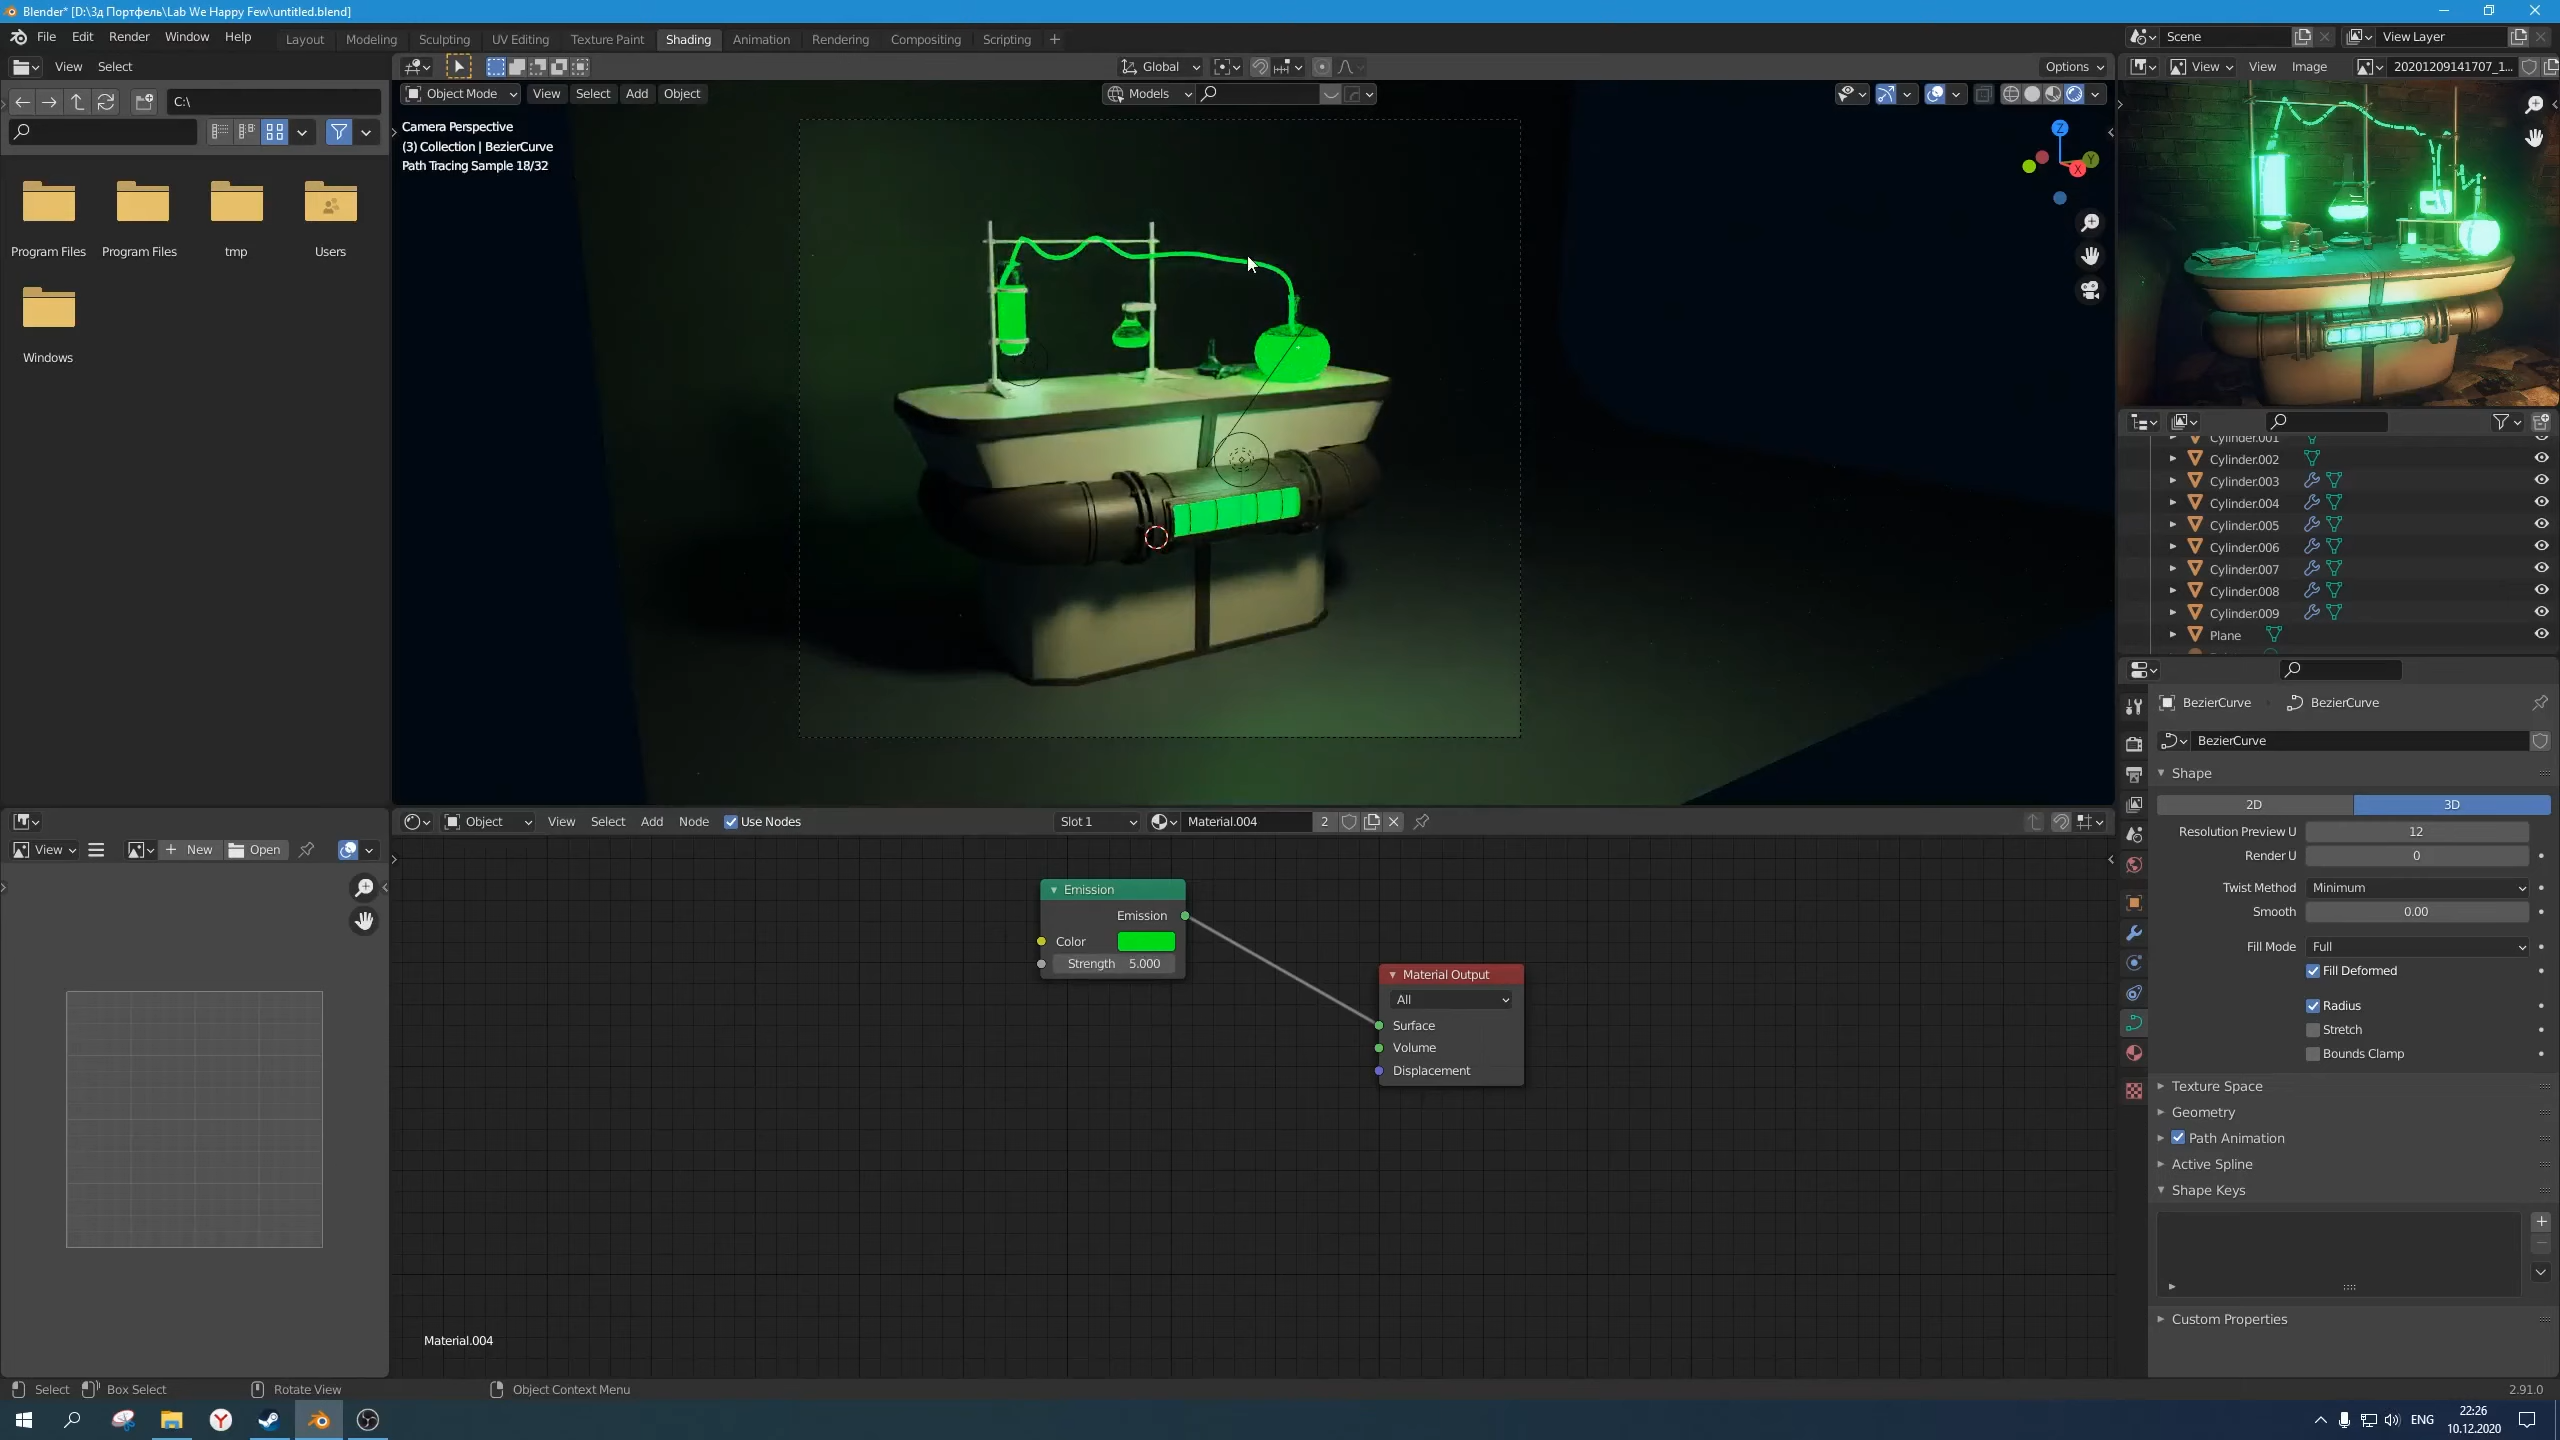 Blender* [D:\3д Портфель\Lab We Happy Few\untitled.blend]
File Edit Render Window Help Layout Modeling Sculpting UV Editing Texture Paint Shading Animation Rendering Compositing Scripting + Scene View Layer
View Select Global Options View View Image 20201209141707_1...
C:\ Object Mode View Select Add Object Models
Camera Perspective
(3) Collection | BezierCurve
Path Tracing Sample 18/32
Z
Y
X
Program Files Program Files tmp Users
Windows
Cylinder.001
Cylinder.002
Cylinder.003
Cylinder.004
Cylinder.005
Cylinder.006
Cylinder.007
Cylinder.008
Cylinder.009
Plane
BezierCurve BezierCurve
BezierCurve
Shape
2D 3D
Resolution Preview U 12
Render U 0
Twist Method Minimum
Smooth 0.00
Fill Mode Full
Fill Deformed
Radius
Stretch
Bounds Clamp
Texture Space
Geometry
Path Animation
Active Spline
Shape Keys
Custom Properties
Object View Select Add Node Use Nodes Slot 1 Material.004 2
View + New Open
Emission
Emission
Color
Strength 5.000
Material Output
All
Surface
Volume
Displacement
Material.004
Select Box Select Rotate View Object Context Menu 2.91.0
ENG
22:26
10.12.2020